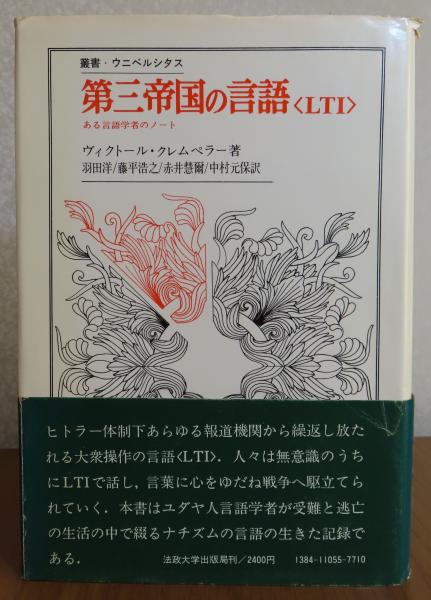 叢書・ウニベルシタス
第三帝国の言語〈LTI〉
ある言語学者のノート
ヴィクトール・クレムペラー著
羽田洋/藤平浩之/赤井慧爾/中村元保訳
ヒトラー体制下あらゆる報道機関から繰返し放た
れる大衆操作の言語〈LTI〉．人々は無意識のうち
にLTIで話し，言葉に心をゆだね戦争へ駆立てら
れていく．本書はユダヤ人言語学者が受難と逃亡
の生活の中で綴るナチズムの言語の生きた記録で
ある．
法政大学出版局刊／2400円
1384-11055-7710